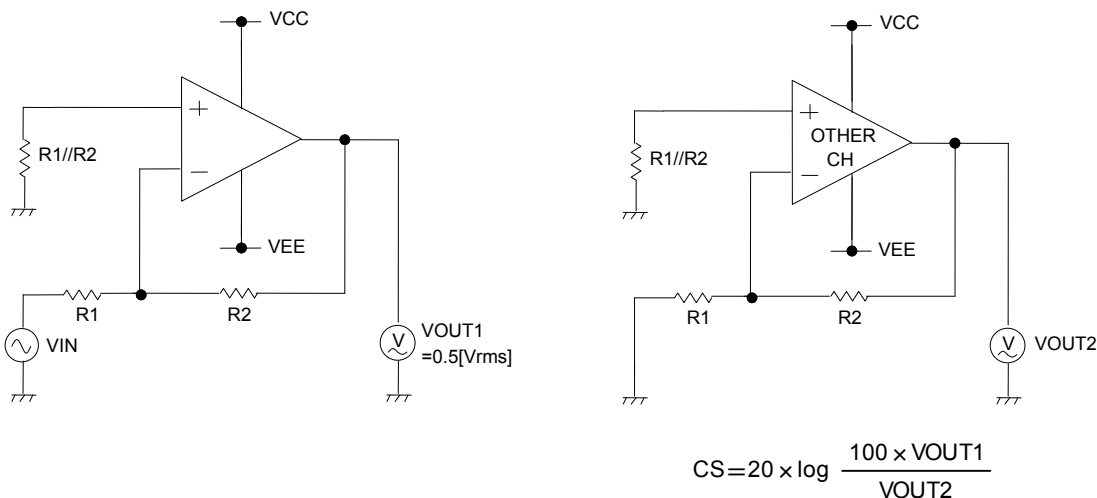 VCC
+
R1//R2
−
VEE
R1
R2
VIN
VOUT1
=0.5[Vrms]
V
VCC
+
OTHER
CH
R1//R2
−
VEE
R1
R2
V
VOUT2
CS=20 × log 100 × VOUT1
VOUT2